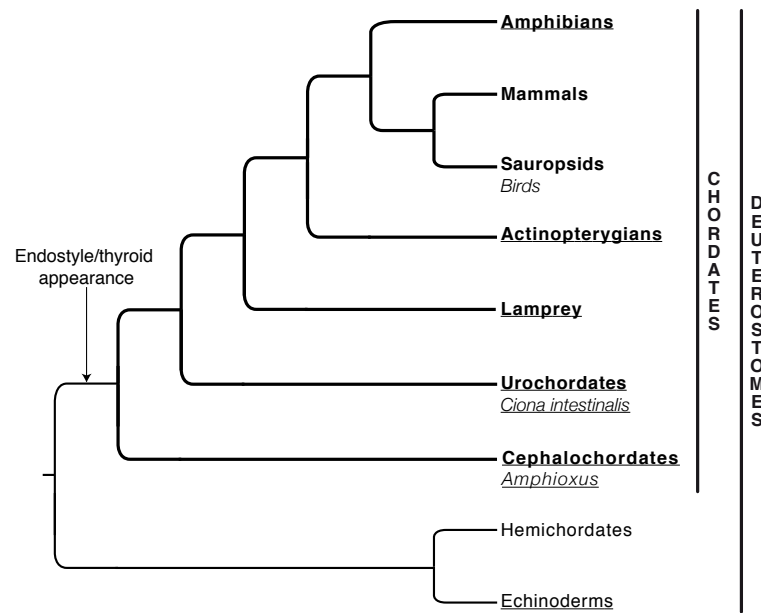 Amphibians
Mammals
Sauropsids
Birds
Actinopterygians
Lamprey
Urochordates
Ciona intestinalis
Cephalochordates
Amphioxus
Hemichordates
Echinoderms
Endostyle/thyroid
appearance
CHORDATES
DEUTEROSTOMES